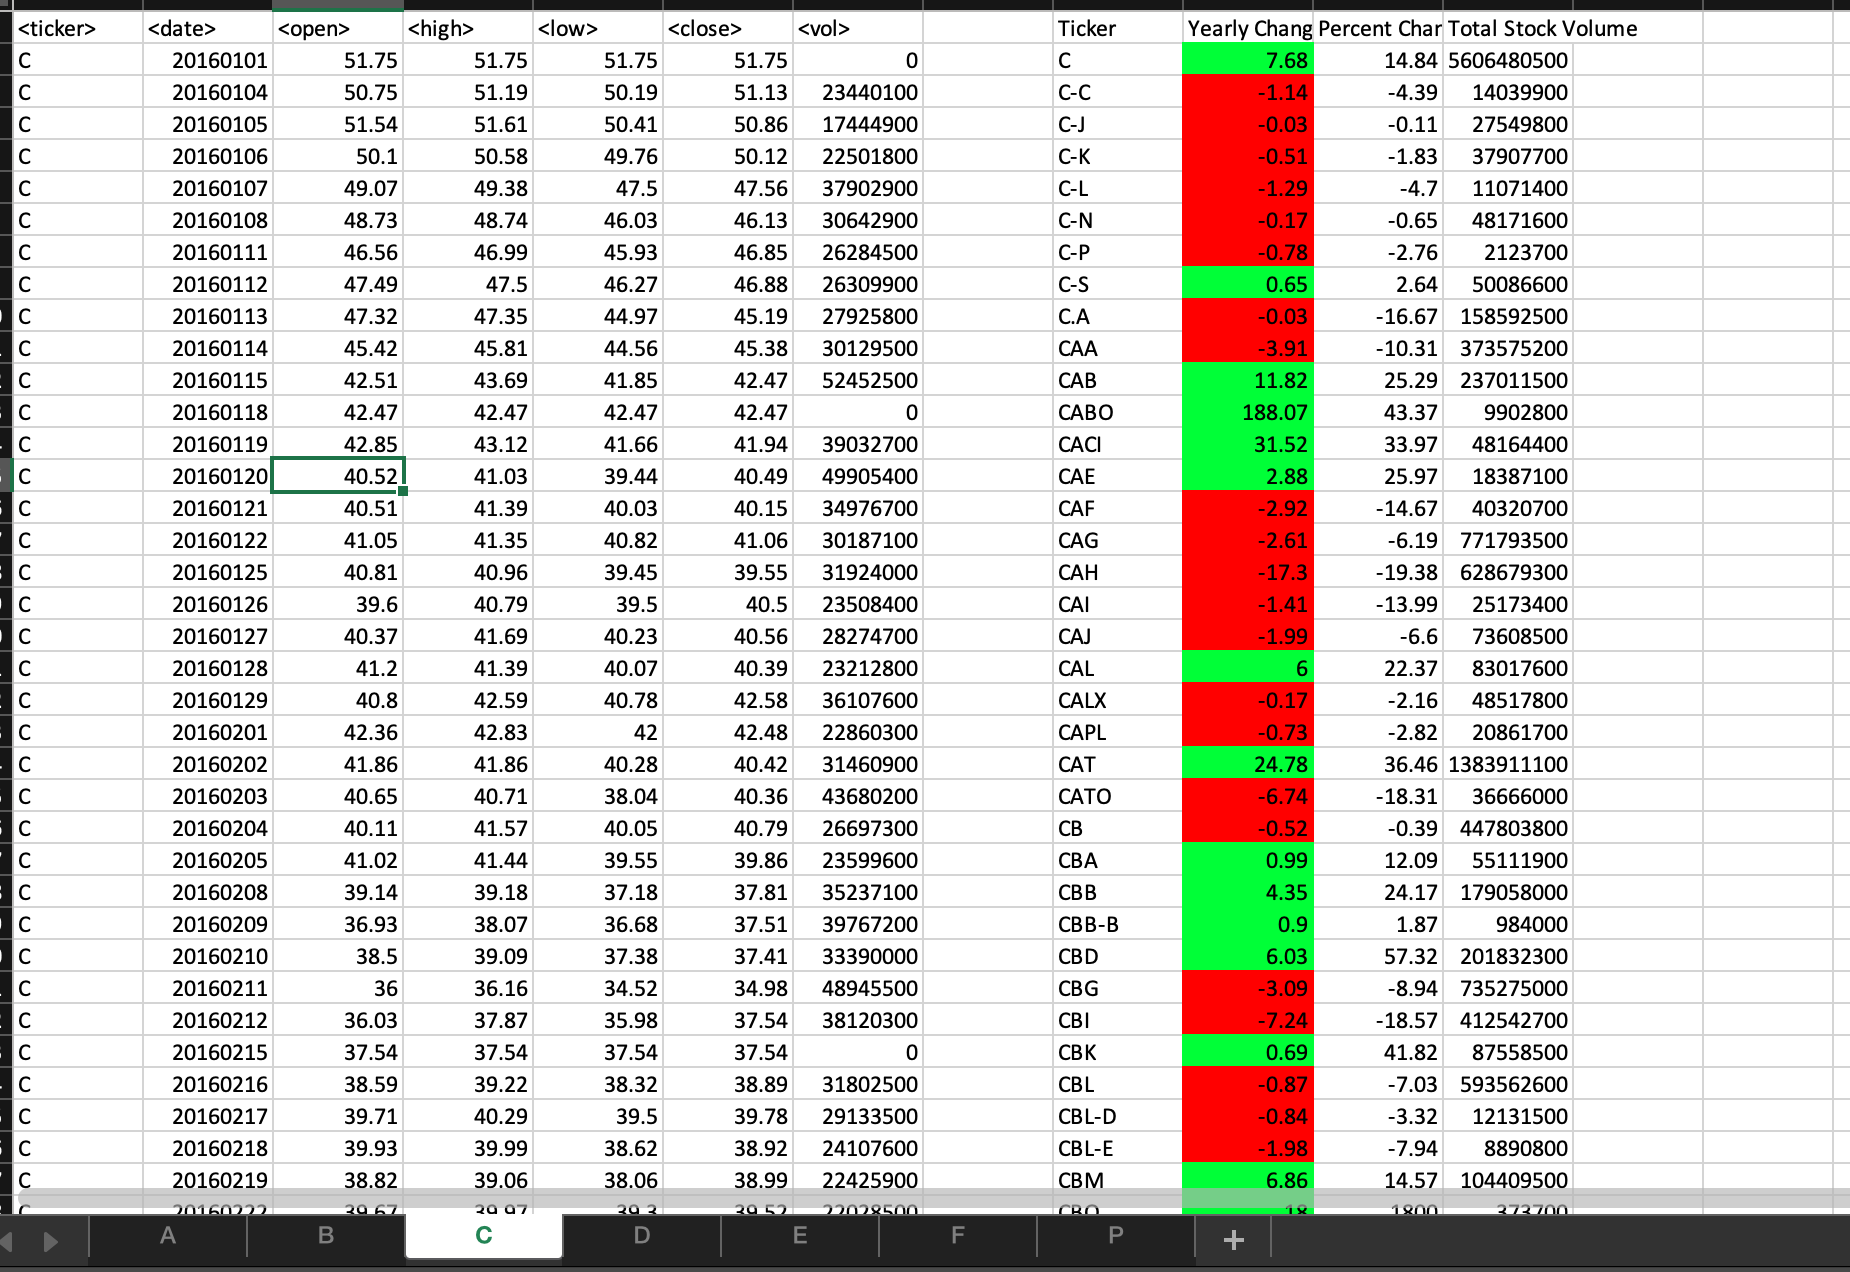 <ticker> <date> <open> <high> <low> <close> <vol> Ticker Yearly Chang Percent Char Total Stock Volume
C 20160101 51.75 51.75 51.75 51.75 0 C 7.68 14.84 5606480500
C 20160104 50.75 51.19 50.19 51.13 23440100 C-C -1.14 -4.39 14039900
C 20160105 51.54 51.61 50.41 50.86 17444900 C-J -0.03 -0.11 27549800
C 20160106 50.1 50.58 49.76 50.12 22501800 C-K -0.51 -1.83 37907700
C 20160107 49.07 49.38 47.5 47.56 37902900 C-L -1.29 -4.7 11071400
C 20160108 48.73 48.74 46.03 46.13 30642900 C-N -0.17 -0.65 48171600
C 20160111 46.56 46.99 45.93 46.85 26284500 C-P -0.78 -2.76 2123700
C 20160112 47.49 47.5 46.27 46.88 26309900 C-S 0.65 2.64 50086600
C 20160113 47.32 47.35 44.97 45.19 27925800 C.A -0.03 -16.67 158592500
C 20160114 45.42 45.81 44.56 45.38 30129500 CAA -3.91 -10.31 373575200
C 20160115 42.51 43.69 41.85 42.47 52452500 CAB 11.82 25.29 237011500
C 20160118 42.47 42.47 42.47 42.47 0 CABO 188.07 43.37 9902800
C 20160119 42.85 43.12 41.66 41.94 39032700 CACI 31.52 33.97 48164400
C 20160120 40.52 41.03 39.44 40.49 49905400 CAE 2.88 25.97 18387100
C 20160121 40.51 41.39 40.03 40.15 34976700 CAF -2.92 -14.67 40320700
C 20160122 41.05 41.35 40.82 41.06 30187100 CAG -2.61 -6.19 771793500
C 20160125 40.81 40.96 39.45 39.55 31924000 CAH -17.3 -19.38 628679300
C 20160126 39.6 40.79 39.5 40.5 23508400 CAI -1.41 -13.99 25173400
C 20160127 40.37 41.69 40.23 40.56 28274700 CAJ -1.99 -6.6 73608500
C 20160128 41.2 41.39 40.07 40.39 23212800 CAL 6 22.37 83017600
C 20160129 40.8 42.59 40.78 42.58 36107600 CALX -0.17 -2.16 48517800
C 20160201 42.36 42.83 42 42.48 22860300 CAPL -0.73 -2.82 20861700
C 20160202 41.86 41.86 40.28 40.42 31460900 CAT 24.78 36.46 1383911100
C 20160203 40.65 40.71 38.04 40.36 43680200 CATO -6.74 -18.31 36666000
C 20160204 40.11 41.57 40.05 40.79 26697300 CB -0.52 -0.39 447803800
C 20160205 41.02 41.44 39.55 39.86 23599600 CBA 0.99 12.09 55111900
C 20160208 39.14 39.18 37.18 37.81 35237100 CBB 4.35 24.17 179058000
C 20160209 36.93 38.07 36.68 37.51 39767200 CBB-B 0.9 1.87 984000
C 20160210 38.5 39.09 37.38 37.41 33390000 CBD 6.03 57.32 201832300
C 20160211 36 36.16 34.52 34.98 48945500 CBG -3.09 -8.94 735275000
C 20160212 36.03 37.87 35.98 37.54 38120300 CBI -7.24 -18.57 412542700
C 20160215 37.54 37.54 37.54 37.54 0 CBK 0.69 41.82 87558500
C 20160216 38.59 39.22 38.32 38.89 31802500 CBL -0.87 -7.03 593562600
C 20160217 39.71 40.29 39.5 39.78 29133500 CBL-D -0.84 -3.32 12131500
C 20160218 39.93 39.99 38.62 38.92 24107600 CBL-E -1.98 -7.94 8890800
C 20160219 38.82 39.06 38.06 38.99 22425900 CBM 6.86 14.57 104409500
A B C D E F P +